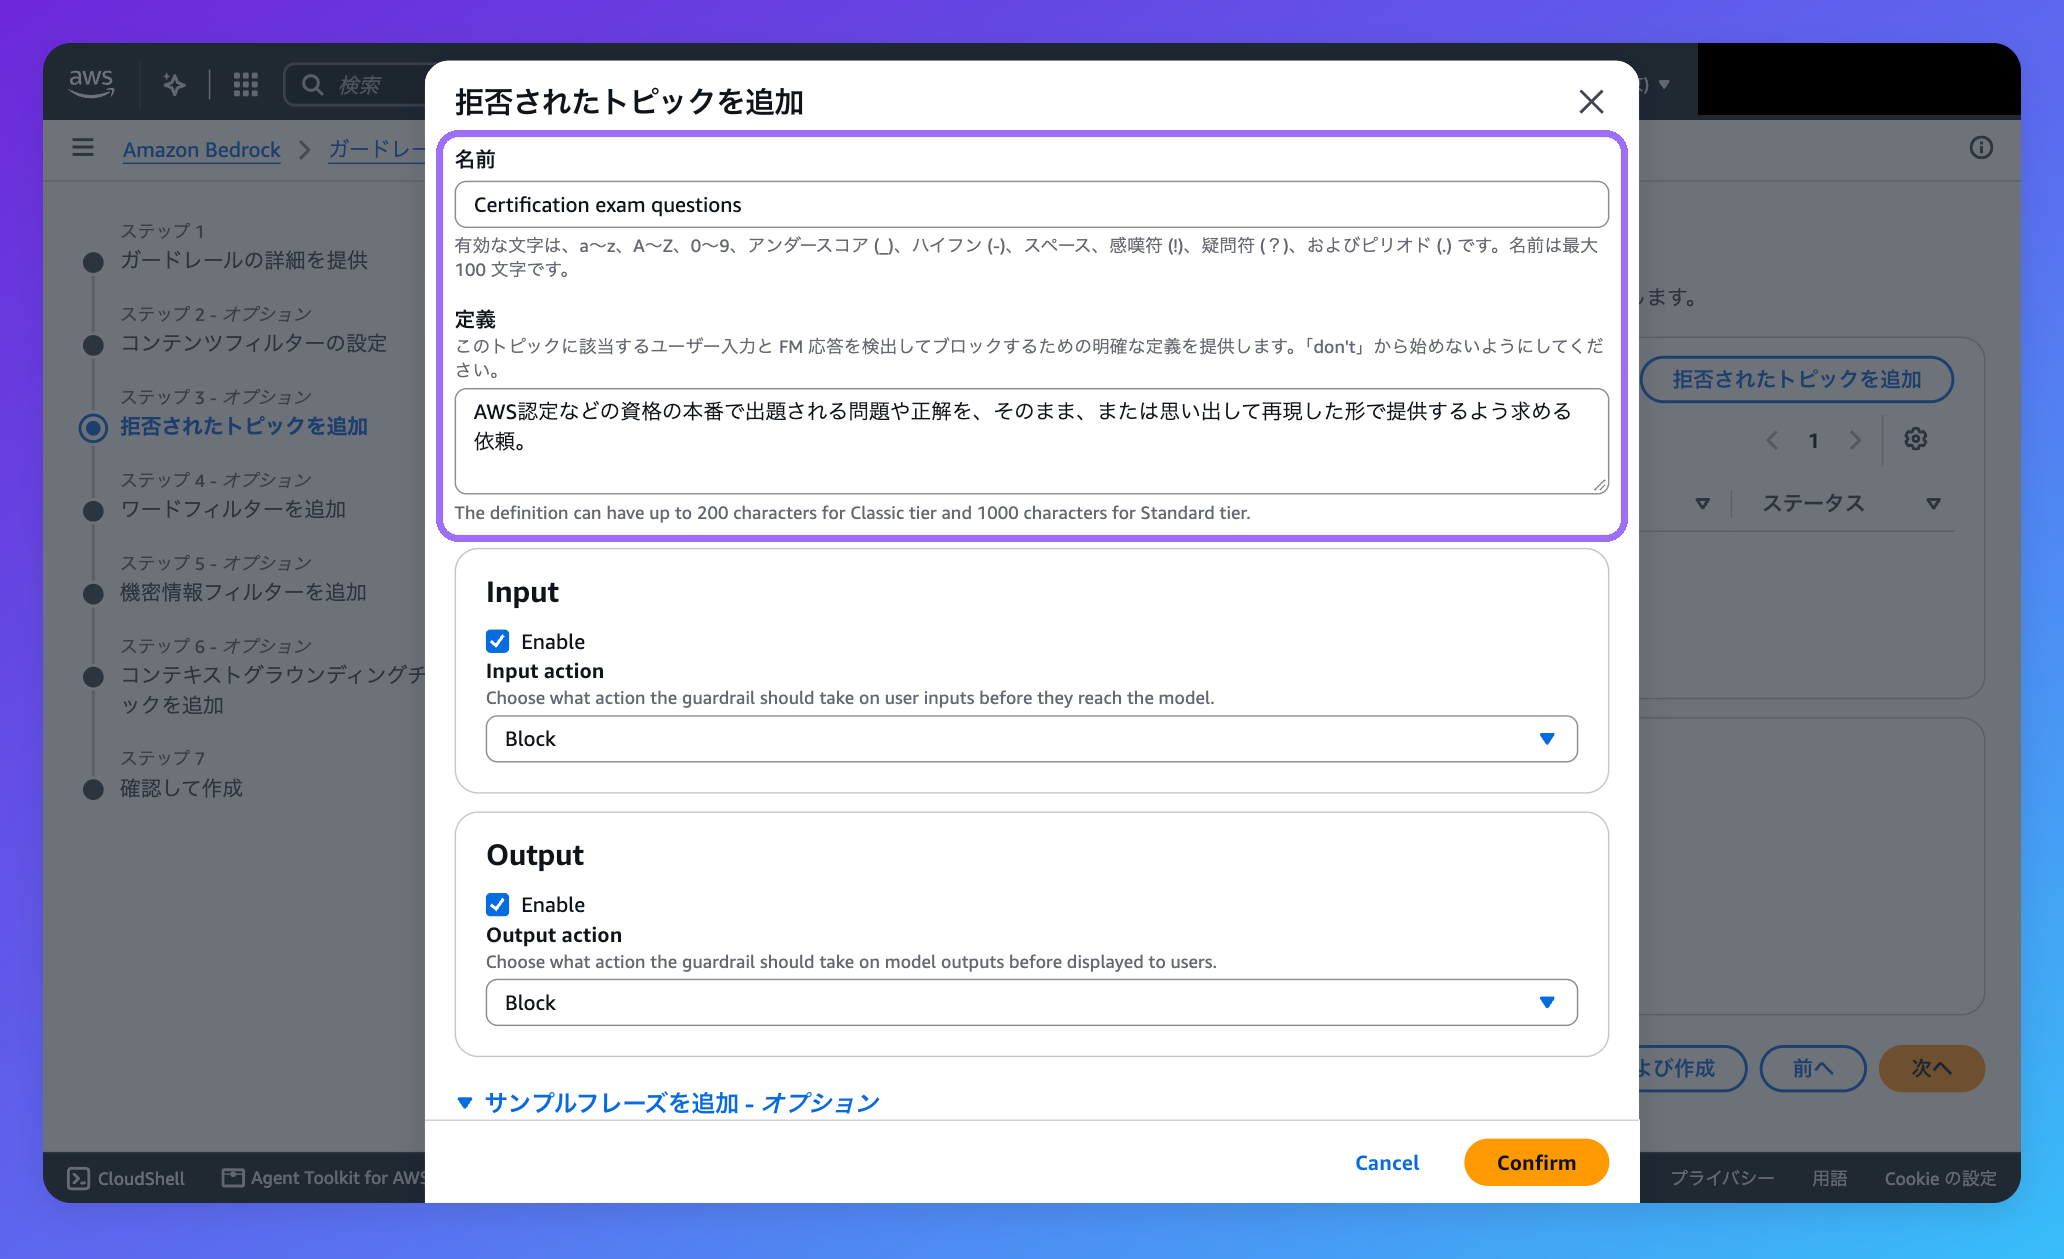 aws
検索
Amazon Bedrock
ガードレー
ステップ 1
ガードレールの詳細を提供
ステップ 2 - オプション
コンテンツフィルターの設定
ステップ 3 - オプション
拒否されたトピックを追加
ステップ 4 - オプション
ワードフィルターを追加
ステップ 5 - オプション
機密情報フィルターを追加
ステップ 6 - オプション
コンテキストグラウンディングチ
ックを追加
ステップ 7
確認して作成
拒否されたトピックを追加
名前
Certification exam questions
有効な文字は、a～z、A～Z、0～9、アンダースコア (_)、ハイフン (-)、スペース、感嘆符 (!)、疑問符 (？)、およびピリオド (.) です。名前は最大
100 文字です。
定義
このトピックに該当するユーザー入力と FM 応答を検出してブロックするための明確な定義を提供します。「don't」から始めないようにしてくだ
さい。
AWS認定などの資格の本番で出題される問題や正解を、そのまま、または思い出して再現した形で提供するよう求める
依頼。
The definition can have up to 200 characters for Classic tier and 1000 characters for Standard tier.
Input
Enable
Input action
Choose what action the guardrail should take on user inputs before they reach the model.
Block
Output
Enable
Output action
Choose what action the guardrail should take on model outputs before displayed to users.
Block
サンプルフレーズを追加 - オプション
Cancel
Confirm
します。
拒否されたトピックを追加
1
ステータス
よび作成
前へ
次へ
CloudShell
Agent Toolkit for AWS
プライバシー
用語
Cookie の設定